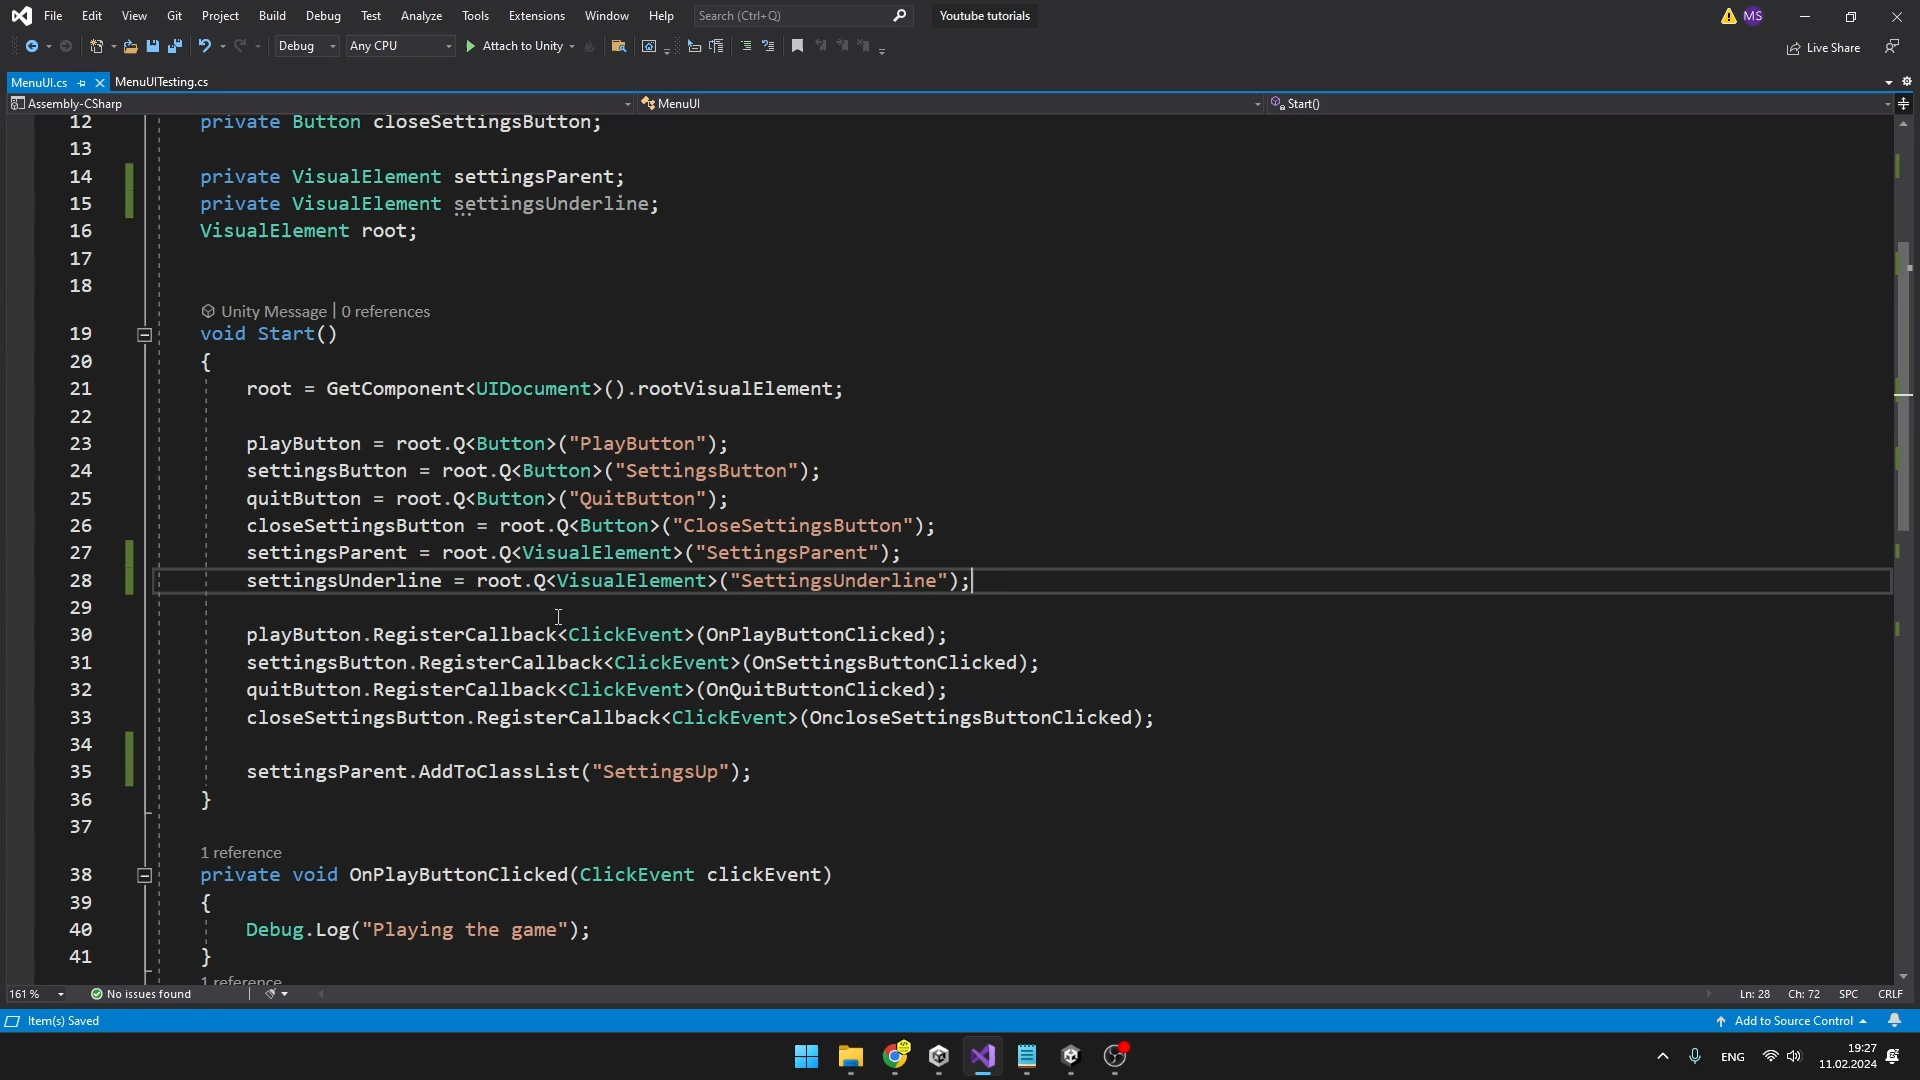 File Edit View Git Project Build Debug Test Analyze Tools Extensions Window Help Search (Ctrl+Q) Youtube tutorials MS
Debug Any CPU Attach to Unity Live Share
MenuUI.cs MenuUITesting.cs
Assembly-CSharp MenuUI Start()
12 private Button closeSettingsButton;
13
14 private VisualElement settingsParent;
15 private VisualElement settingsUnderline;
16 VisualElement root;
17
18
Unity Message | 0 references
19 void Start()
20 {
21 root = GetComponent<UIDocument>().rootVisualElement;
22
23 playButton = root.Q<Button>("PlayButton");
24 settingsButton = root.Q<Button>("SettingsButton");
25 quitButton = root.Q<Button>("QuitButton");
26 closeSettingsButton = root.Q<Button>("CloseSettingsButton");
27 settingsParent = root.Q<VisualElement>("SettingsParent");
28 settingsUnderline = root.Q<VisualElement>("SettingsUnderline");
29
30 playButton.RegisterCallback<ClickEvent>(OnPlayButtonClicked);
31 settingsButton.RegisterCallback<ClickEvent>(OnSettingsButtonClicked);
32 quitButton.RegisterCallback<ClickEvent>(OnQuitButtonClicked);
33 closeSettingsButton.RegisterCallback<ClickEvent>(OncloseSettingsButtonClicked);
34
35 settingsParent.AddToClassList("SettingsUp");
36 }
37
1 reference
38 private void OnPlayButtonClicked(ClickEvent clickEvent)
39 {
40 Debug.Log("Playing the game");
41 }
1 reference
161 % No issues found Ln: 28 Ch: 72 SPC CRLF
Item(s) Saved Add to Source Control
ENG 19:27
11.02.2024